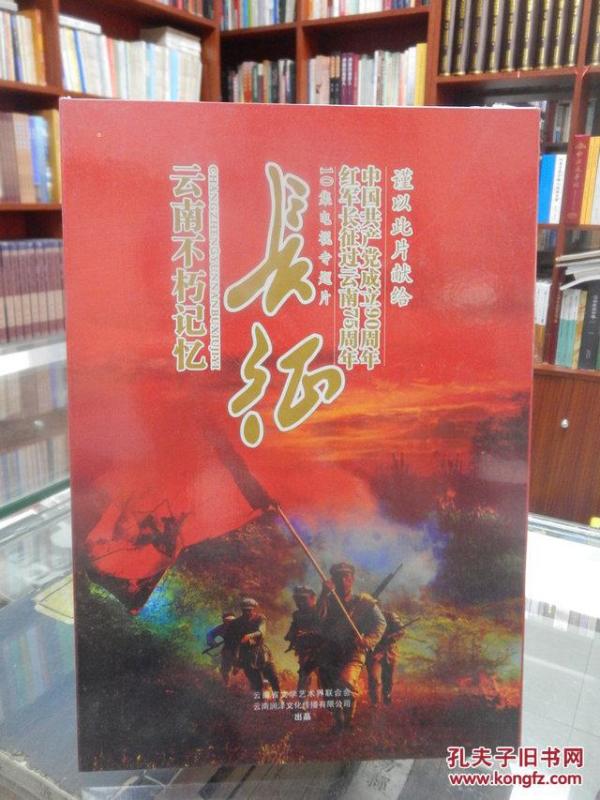 谨以此片献给
中国共产党成立90周年
红军长征过云南75周年
10集电视专题片
长征
CHANGZHENGYUNNANBUXIUJIYI
云南不朽记忆
云南省文学艺术界联合会
云南润泽文化传播有限公司
出品
孔夫子旧书网
www.kongfz.com